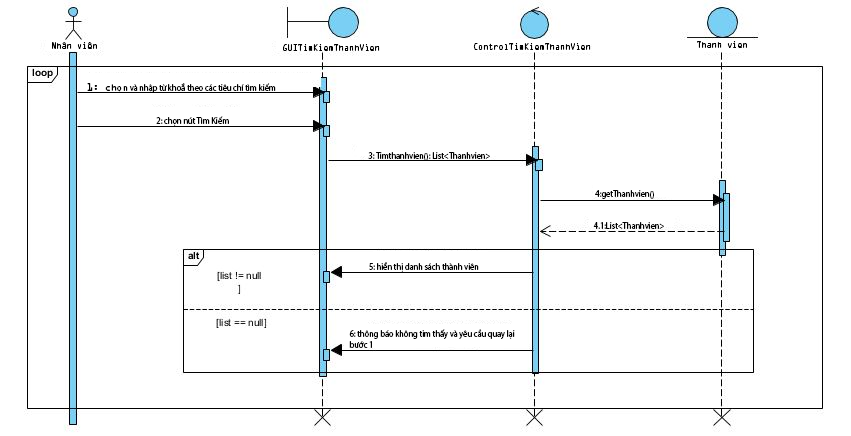 Nhân viên
GUITimKiemThanhVien
ControlTimKiemThanhVien
Thanh vien
loop
1: chọn và nhập từ khoá theo các tiêu chí tìm kiếm
2: chọn nút Tìm Kiếm
3: Timthanhvien(): List<Thanhvien>
4:getThanhvien()
4.1:List<Thanhvien>
alt
5: hiển thị danh sách thành viên
[list != null
]
[list == null]
6: thông báo không tìm thấy và yêu cầu quay lại
bước 1